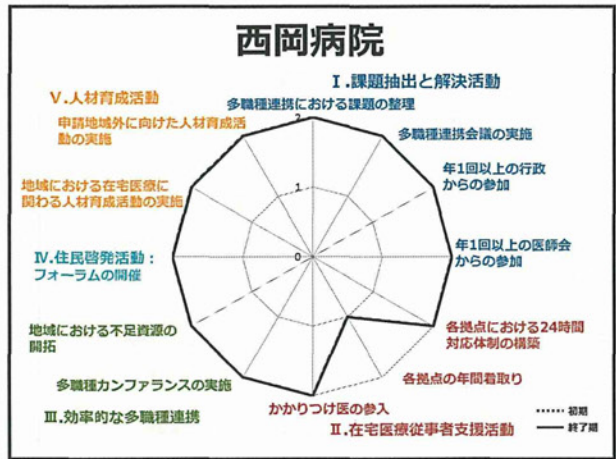 西岡病院
Ⅰ.課題抽出と解決活動
多職種連携における課題の整理
多職種連携会議の実施
年1回以上の行政
からの参加
年1回以上の医師会
からの参加
各拠点における24時間
対応体制の構築
各拠点の年間着取り
かかりつけ医の参入
Ⅱ.在宅医療従事者支援活動
多職種カンファランスの実施
Ⅲ.効率的な多職種連携
地域における不足資源の
開拓
Ⅳ.住民啓発活動：
フォーラムの開催
地域における在宅医療に
関わる人材育成活動の実施
申請地域外に向けた人材育成活
動の実施
Ⅴ.人材育成活動
2
1
0
初期
終了期